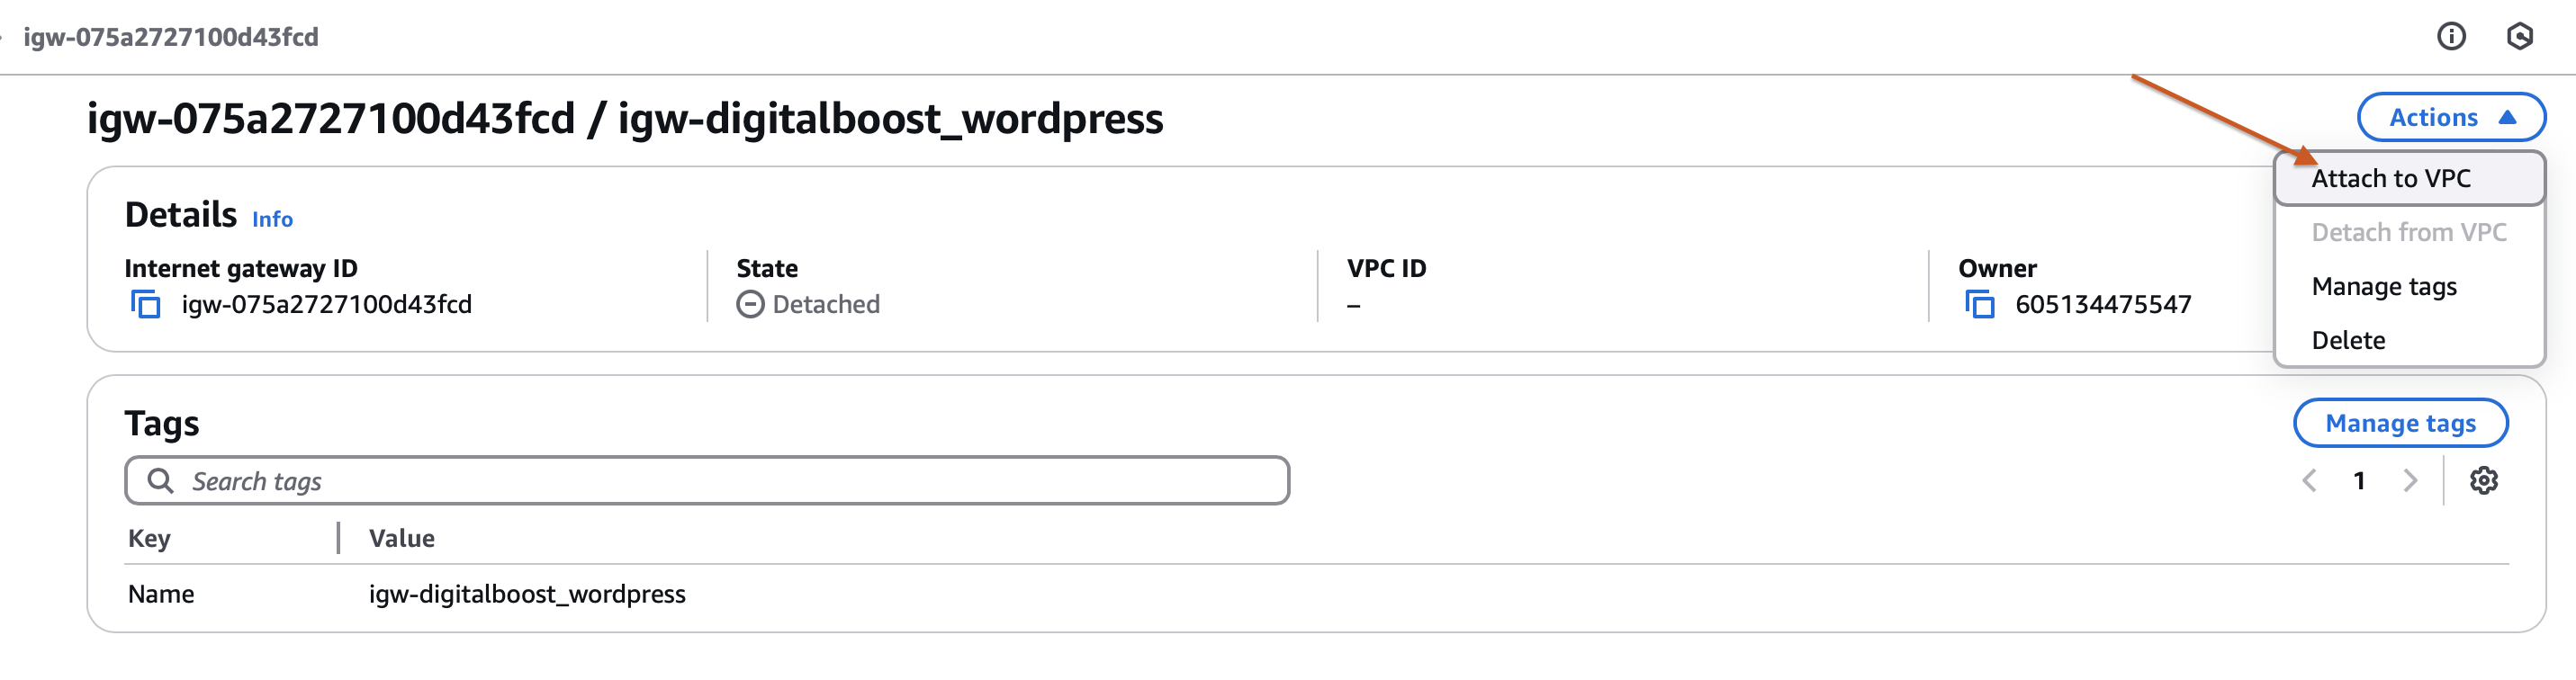 igw-075a2727100d43fcd
igw-075a2727100d43fcd / igw-digitalboost_wordpress
Actions
Attach to VPC
Detach from VPC
Manage tags
Delete
Details Info
Internet gateway ID
igw-075a2727100d43fcd
State
Detached
VPC ID
–
Owner
605134475547
Tags
Manage tags
Search tags
1
Key Value
Name igw-digitalboost_wordpress